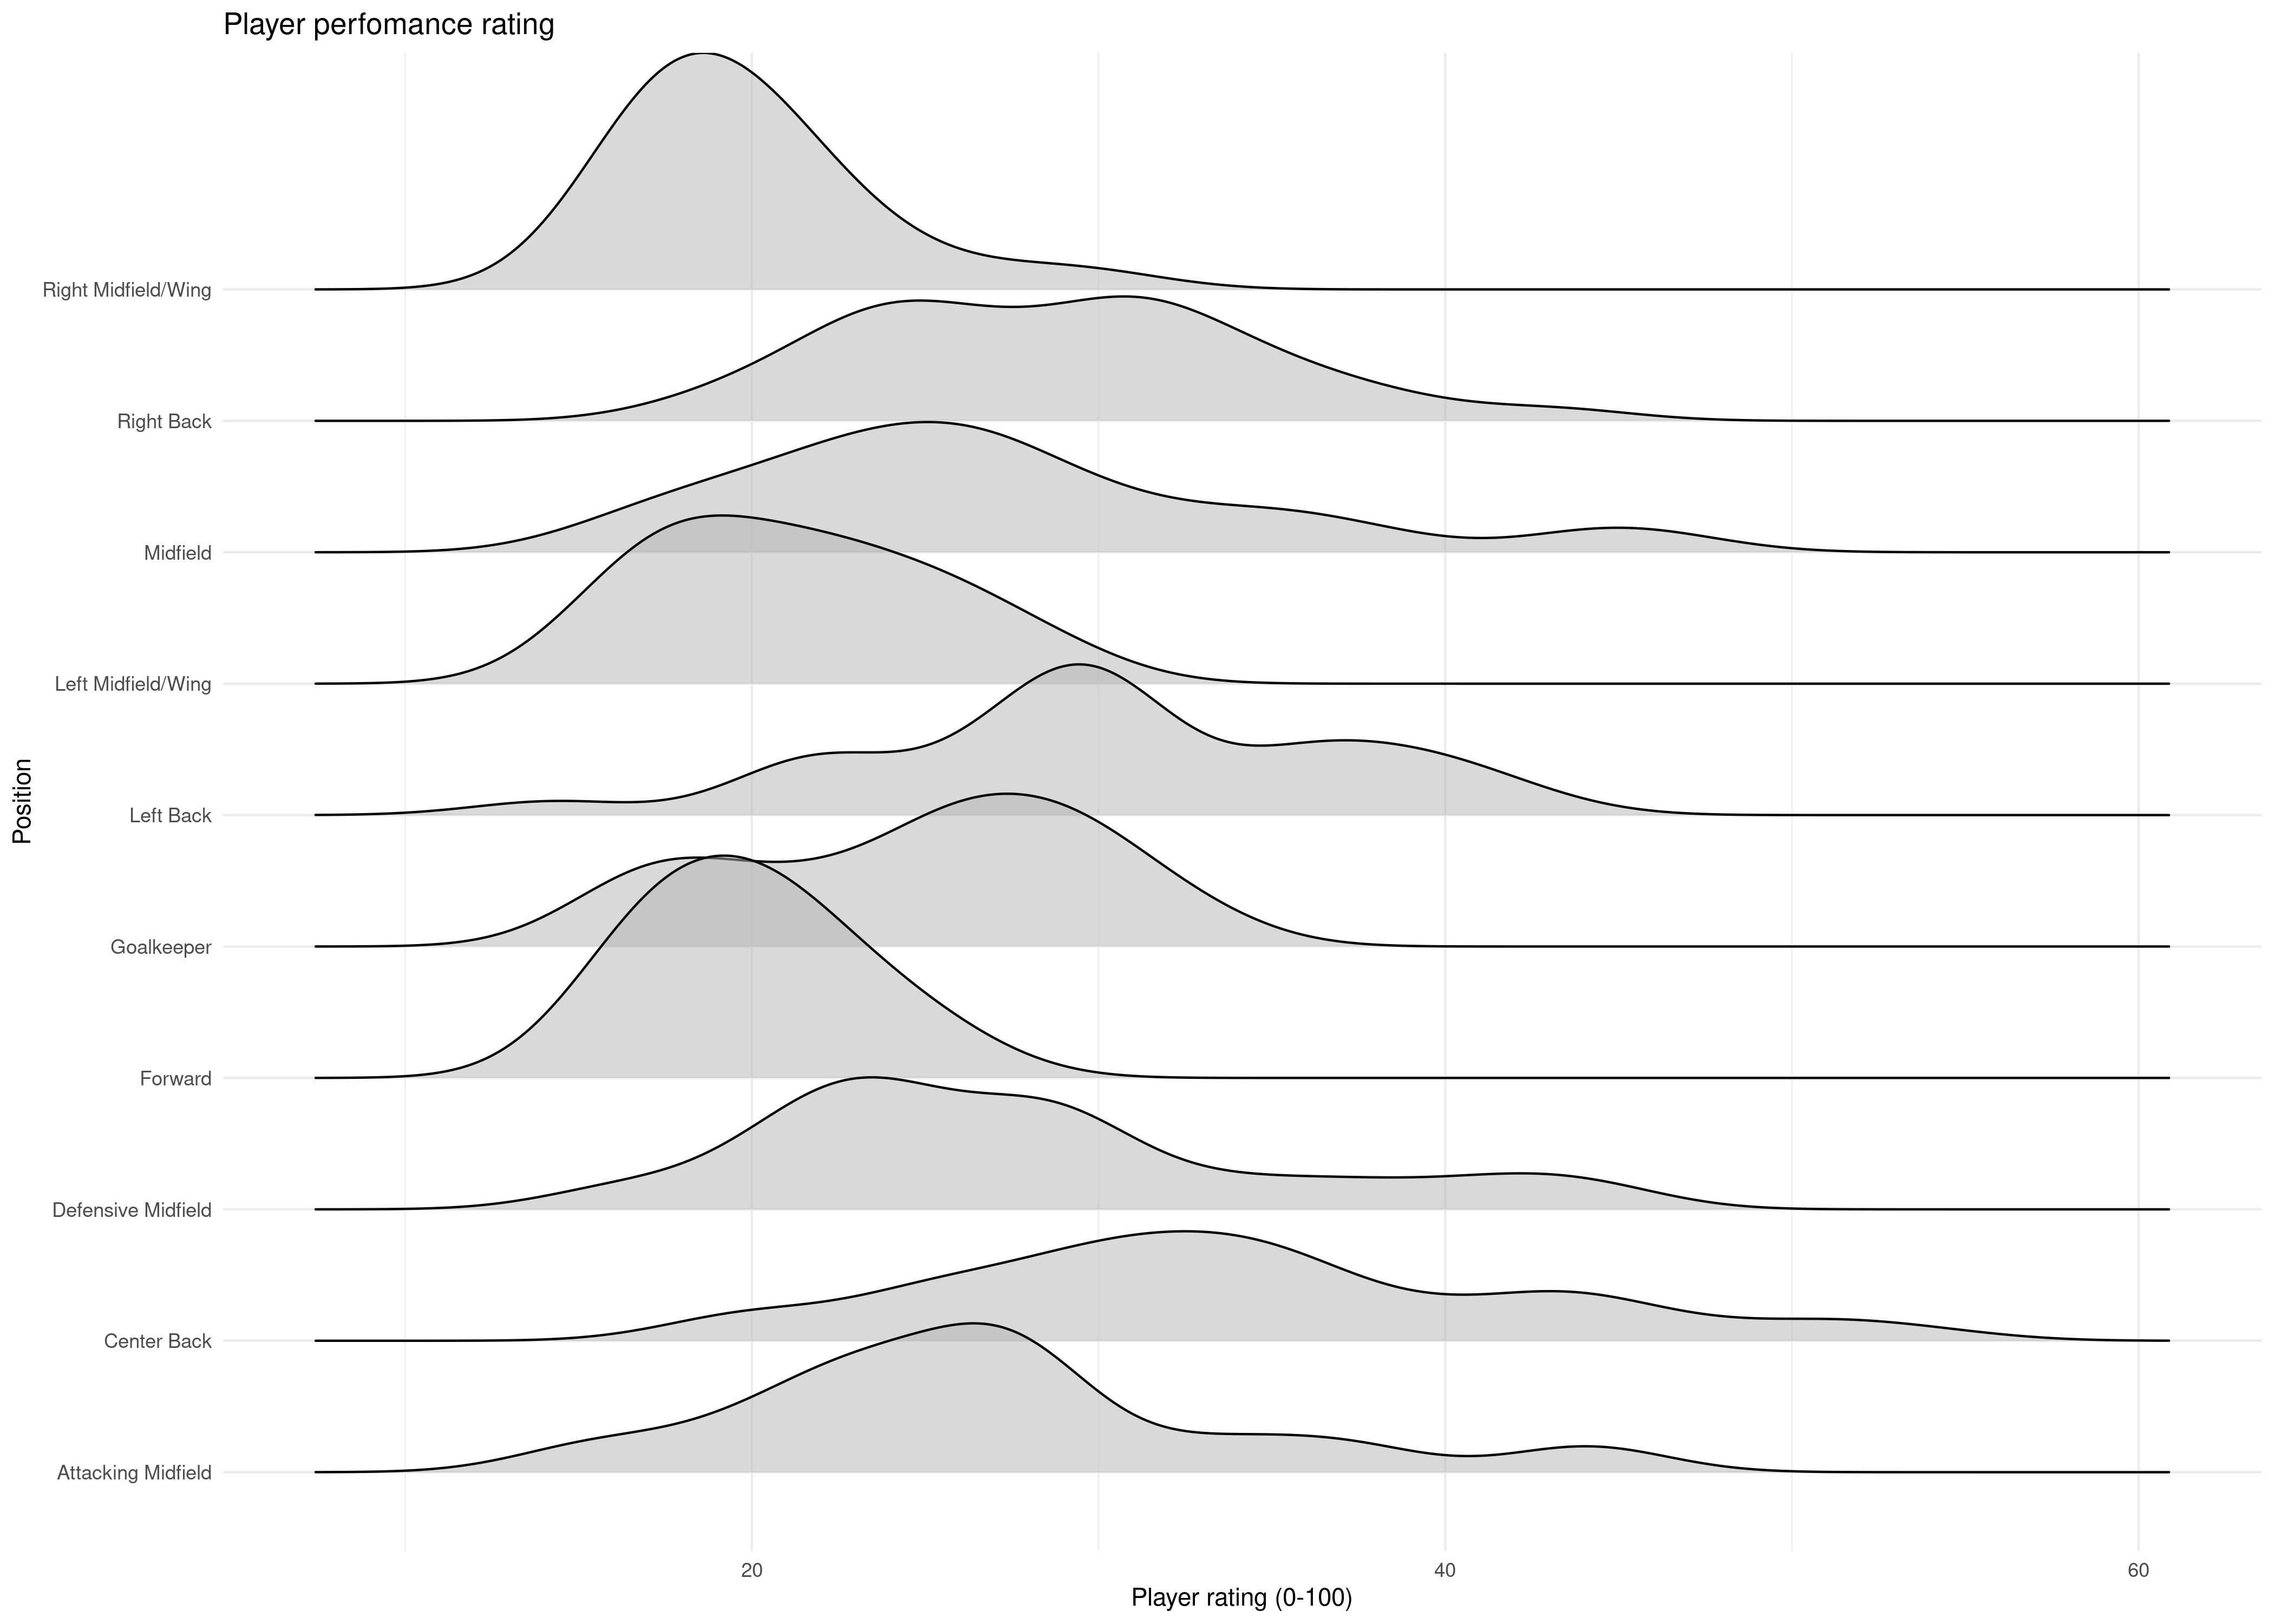 Player perfomance rating
Right Midfield/Wing
Right Back
Midfield
Left Midfield/Wing
Left Back
Goalkeeper
Forward
Defensive Midfield
Center Back
Attacking Midfield
Position
20
40
60
Player rating (0-100)